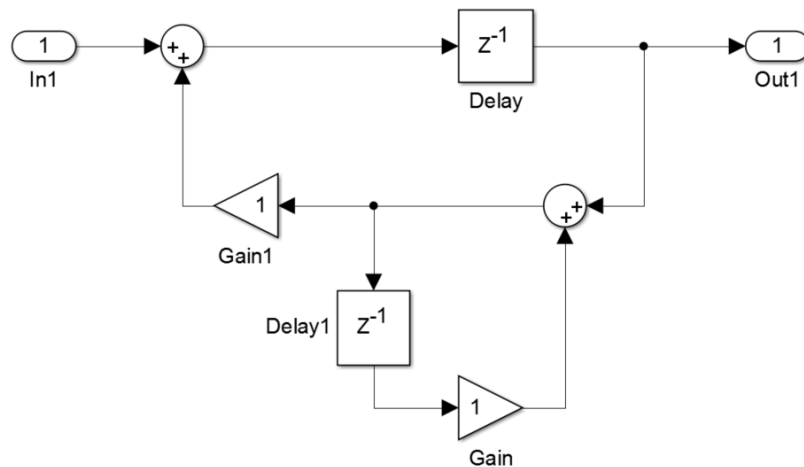 1
In1
+
+
Z-1
Delay
1
Out1
1
Gain1
+
+
Delay1
Z-1
1
Gain